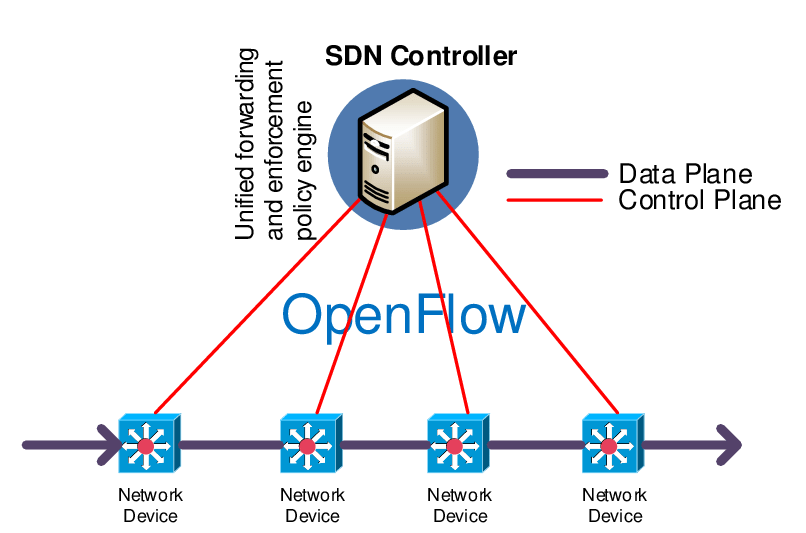 SDN Controller
Unified forwarding
and enforcement
policy engine
Data Plane
Control Plane
OpenFlow
Network
Device
Network
Device
Network
Device
Network
Device